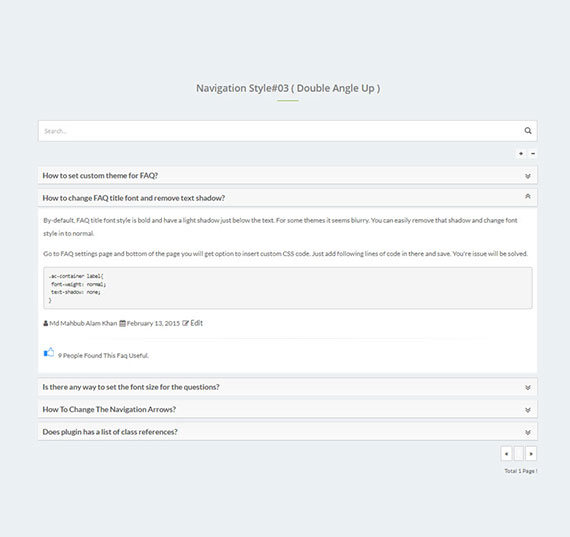 Navigation Style#03 ( Double Angle Up )
Search...
+ −
How to set custom theme for FAQ?
How to change FAQ title font and remove text shadow?
By-default, FAQ title font style is bold and have a light shadow just below the text. For some themes it seems blurry. You can easily remove that shadow and change font
style in to normal.
Go to FAQ settings page and bottom of the page you will get option to insert custom CSS code. Just add following lines of code in there and save. You're issue will be solved.
.ac-container label{
font-weight: normal;
text-shadow: none;
}
Md Mahbub Alam Khan February 13, 2015 Edit
9 People Found This Faq Useful.
Is there any way to set the font size for the questions?
How To Change The Navigation Arrows?
Does plugin has a list of class references?
« »
Total 1 Page !